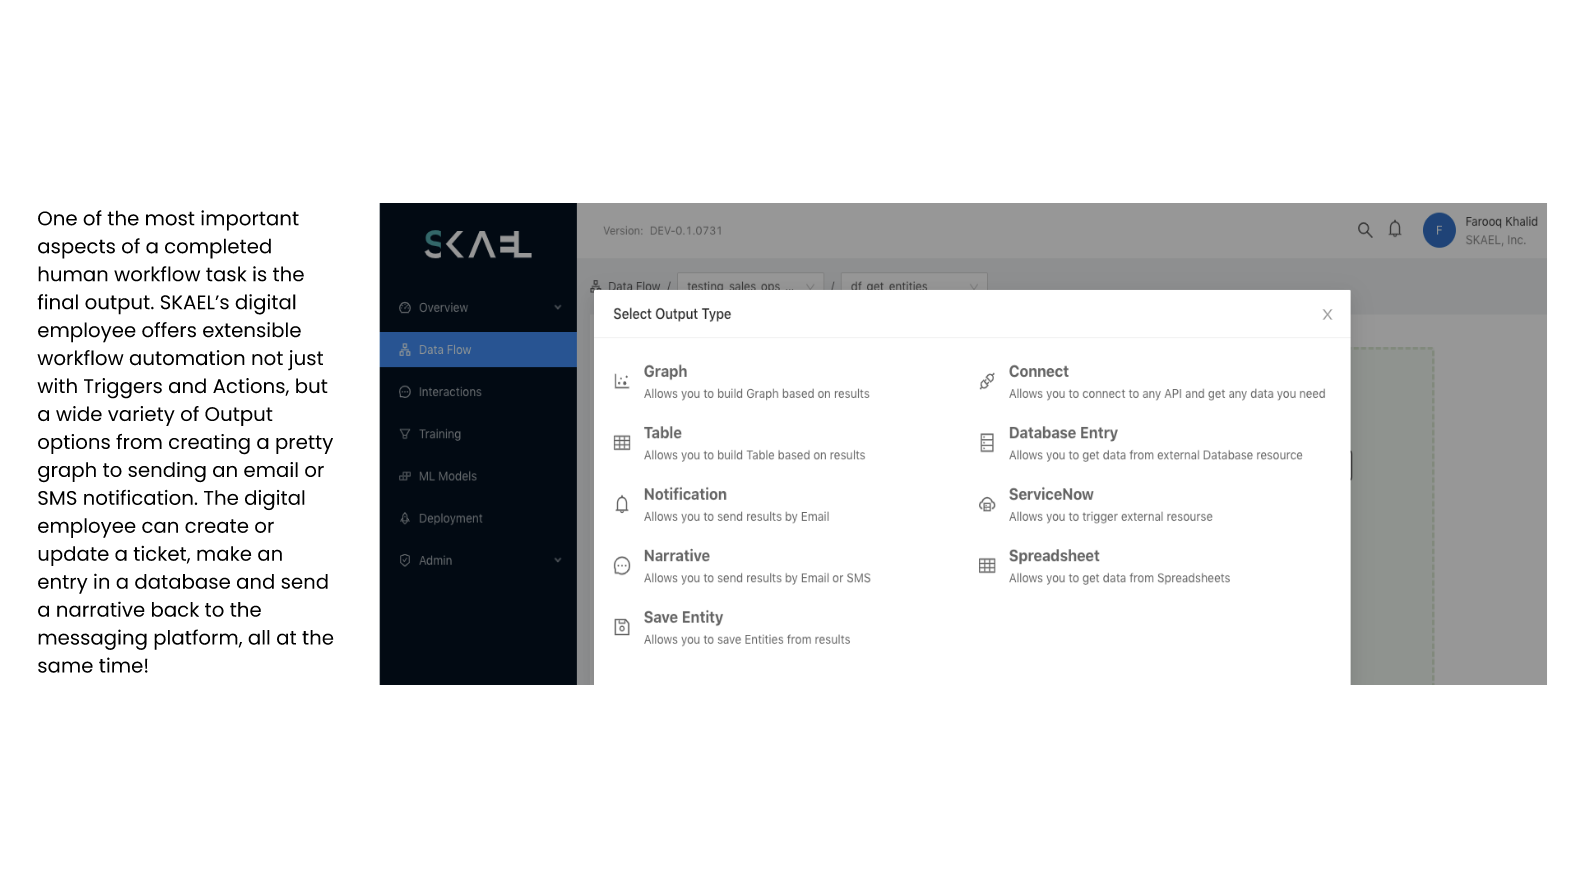 One of the most important
aspects of a completed
human workflow task is the
final output. SKAEL’s digital
employee offers extensible
workflow automation not just
with Triggers and Actions, but
a wide variety of Output
options from creating a pretty
graph to sending an email or
SMS notification. The digital
employee can create or
update a ticket, make an
entry in a database and send
a narrative back to the
messaging platform, all at the
same time!
SKAEL
Overview
Data Flow
Interactions
Training
ML Models
Deployment
Admin
Version: DEV-0.1.0731
F
Farooq Khalid
SKAEL, Inc.
Data Flow / testing_sales_ops_... / df_get_entities
Select Output Type
X
Graph
Allows you to build Graph based on results
Table
Allows you to build Table based on results
Notification
Allows you to send results by Email
Narrative
Allows you to send results by Email or SMS
Save Entity
Allows you to save Entities from results
Connect
Allows you to connect to any API and get any data you need
Database Entry
Allows you to get data from external Database resource
ServiceNow
Allows you to trigger external resourse
Spreadsheet
Allows you to get data from Spreadsheets